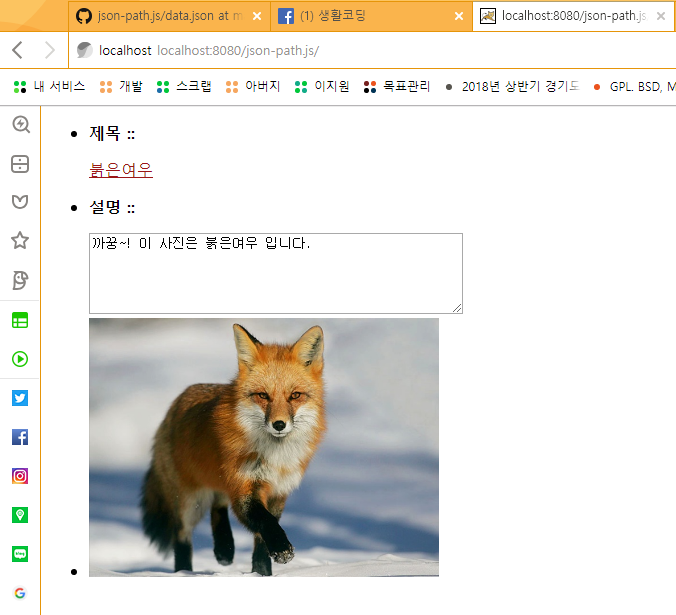 json-path.js/data.json at m
(1) 생활코딩
localhost:8080/json-path.js
localhost localhost:8080/json-path.js/
내 서비스 개발 스크랩 아버지 이지원 목표관리 2018년 상반기 경기도 GPL. BSD, M
제목 ::
붉은여우
설명 ::
까꿍~! 이 사진은 붉은여우 입니다.